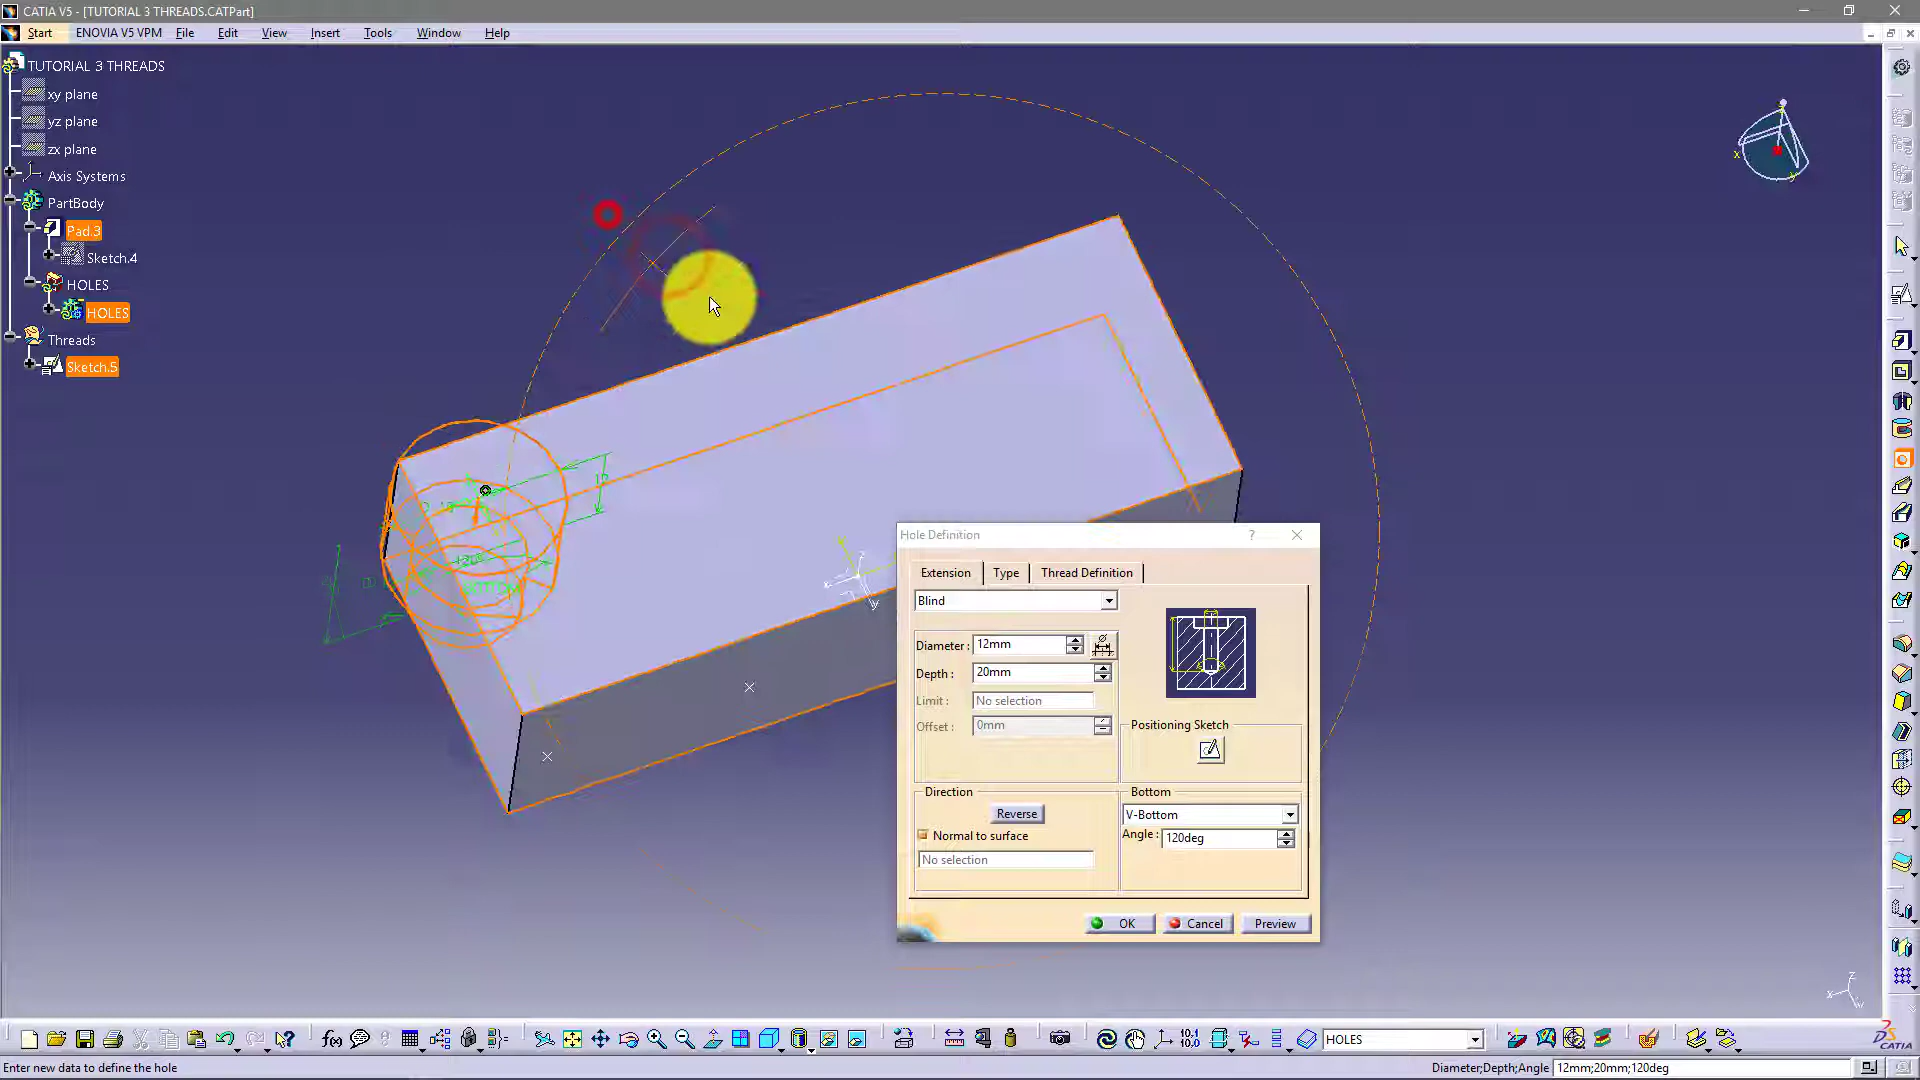 CATIA V5 - [TUTORIAL 3 THREADS.CATPart]
Start ENOVIA V5 VPM File Edit View Insert Tools Window Help
TUTORIAL 3 THREADS
xy plane
yz plane
zx plane
Axis Systems
PartBody
Pad.3
Sketch.4
HOLES
HOLES
Threads
Sketch.5
Hole Definition
Extension Type Thread Definition
Blind
Diameter : 12mm
Depth : 20mm
Limit : No selection
Offset : 0mm
Positioning Sketch
Direction
Reverse
Normal to surface
No selection
Bottom
V-Bottom
Angle : 120deg
OK Cancel Preview
HOLES
CATIA
Enter new data to define the hole
Diameter;Depth;Angle 12mm;20mm;120deg